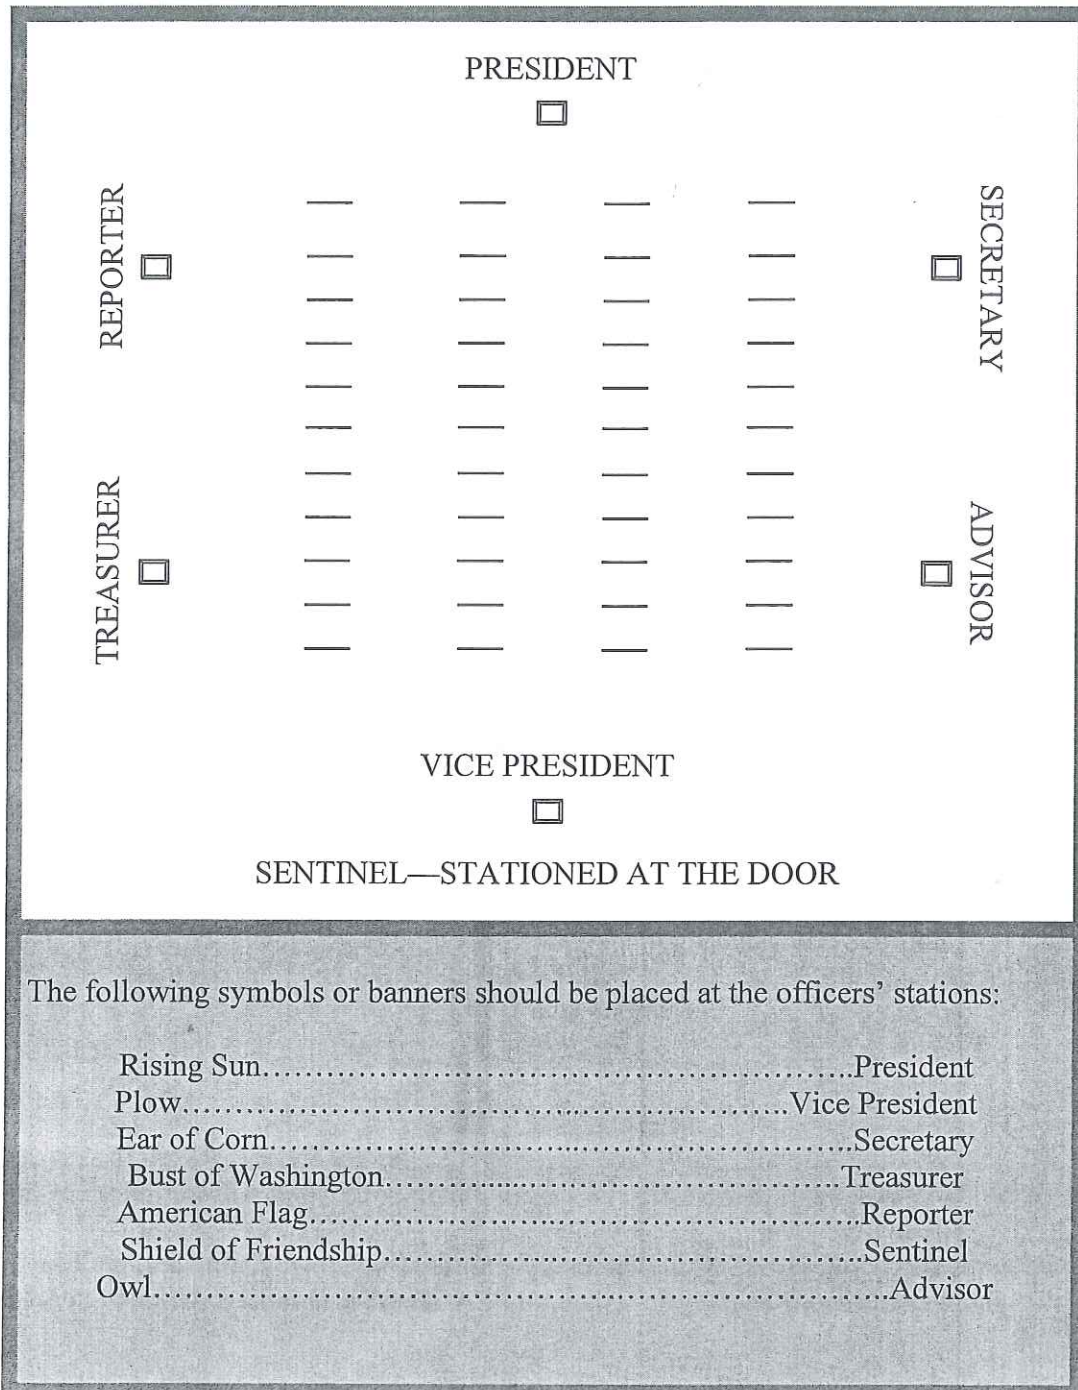 PRESIDENT
REPORTER
SECRETARY
TREASURER
ADVISOR
VICE PRESIDENT
SENTINEL—STATIONED AT THE DOOR
The following symbols or banners should be placed at the officers' stations:
Rising Sun..........................................................President
Plow..........................................................Vice President
Ear of Corn..........................................................Secretary
Bust of Washington.............................................Treasurer
American Flag.....................................................Reporter
Shield of Friendship..............................................Sentinel
Owl.......................................................................Advisor